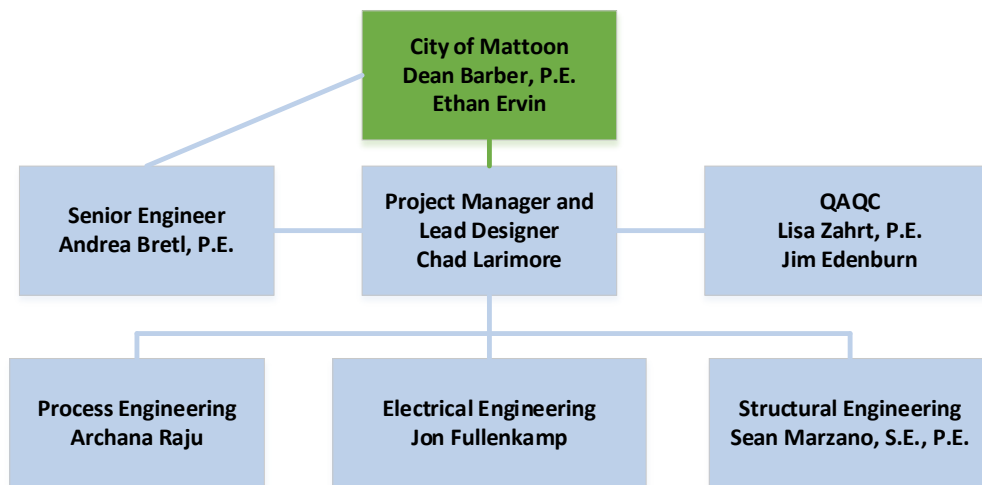 City of Mattoon
Dean Barber, P.E.
Ethan Ervin
Senior Engineer
Andrea Bretl, P.E.
Project Manager and
Lead Designer
Chad Larimore
QAQC
Lisa Zahrt, P.E.
Jim Edenburn
Process Engineering
Archana Raju
Electrical Engineering
Jon Fullenkamp
Structural Engineering
Sean Marzano, S.E., P.E.